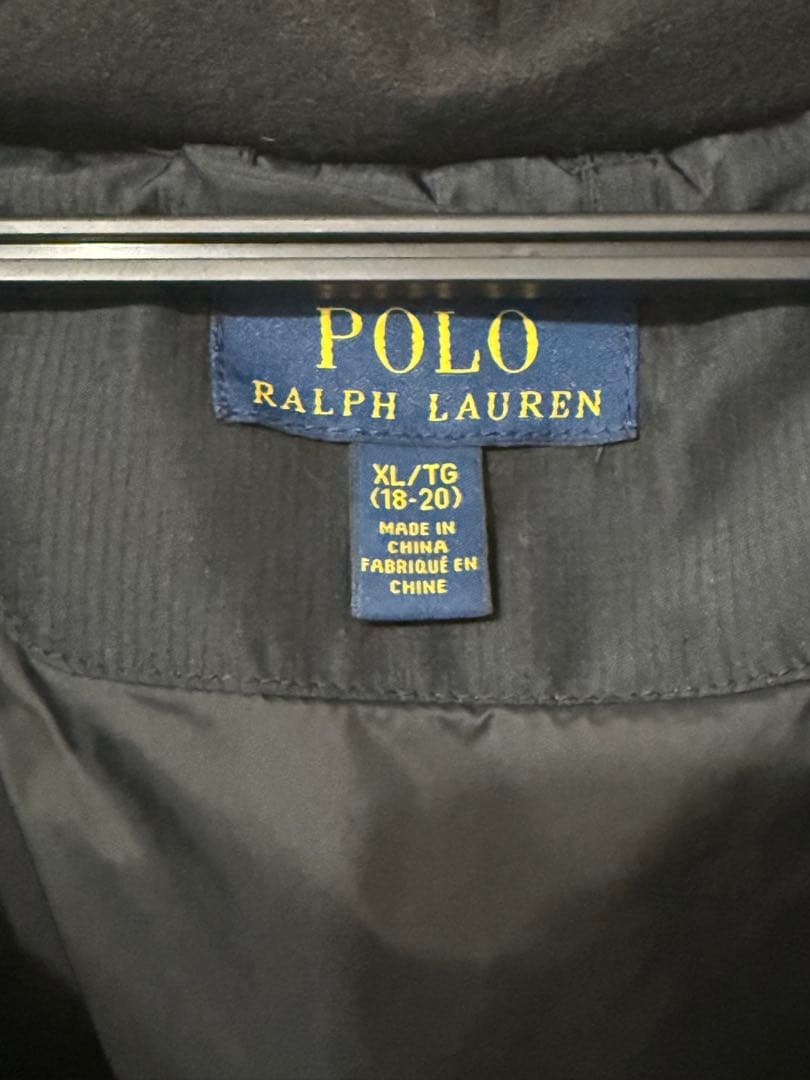 POLO
RALPH LAUREN
XL/TG
(18-20)
MADE IN
CHINA
FABRIQUÉ EN
CHINE